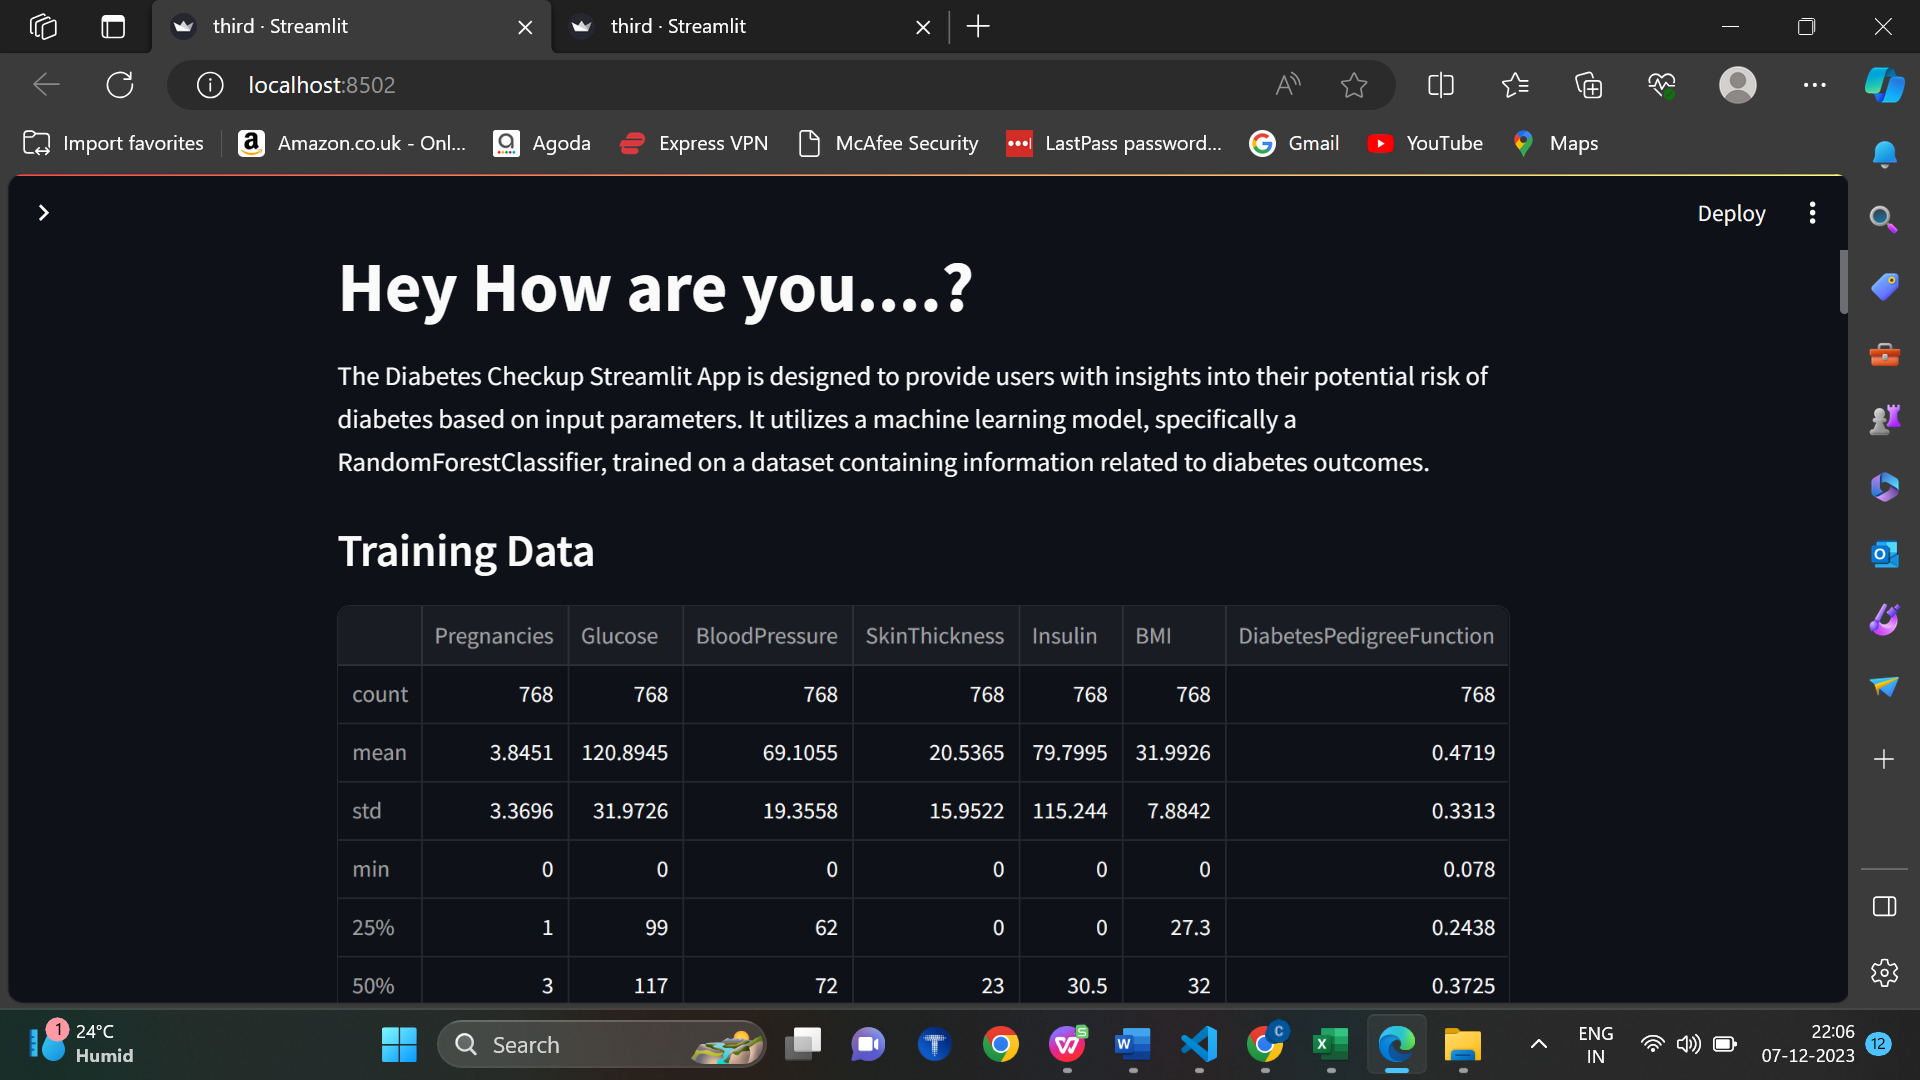 third · Streamlit
third · Streamlit
localhost:8502
Import favorites
Amazon.co.uk - Onl...
Agoda
Express VPN
McAfee Security
LastPass password...
Gmail
YouTube
Maps
Deploy
Hey How are you....?
The Diabetes Checkup Streamlit App is designed to provide users with insights into their potential risk of
diabetes based on input parameters. It utilizes a machine learning model, specifically a
RandomForestClassifier, trained on a dataset containing information related to diabetes outcomes.
Training Data
Pregnancies Glucose BloodPressure SkinThickness Insulin BMI DiabetesPedigreeFunction
count 768 768 768 768 768 768 768
mean 3.8451 120.8945 69.1055 20.5365 79.7995 31.9926 0.4719
std 3.3696 31.9726 19.3558 15.9522 115.244 7.8842 0.3313
min 0 0 0 0 0 0 0.078
25% 1 99 62 0 0 27.3 0.2438
50% 3 117 72 23 30.5 32 0.3725
1
24°C
Humid
Search
ENG
IN
22:06
07-12-2023
12